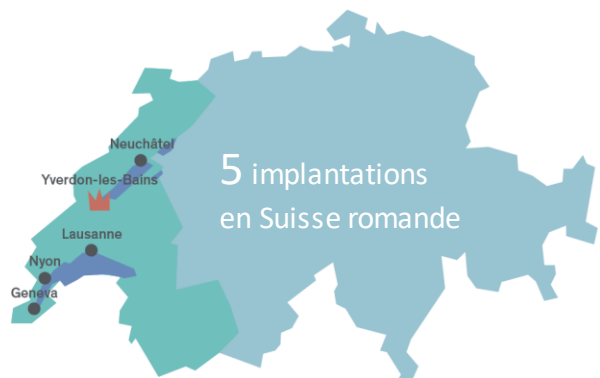 Neuchâtel
Yverdon-les-Bains
Lausanne
Nyon
Geneva
5 implantations
en Suisse romande